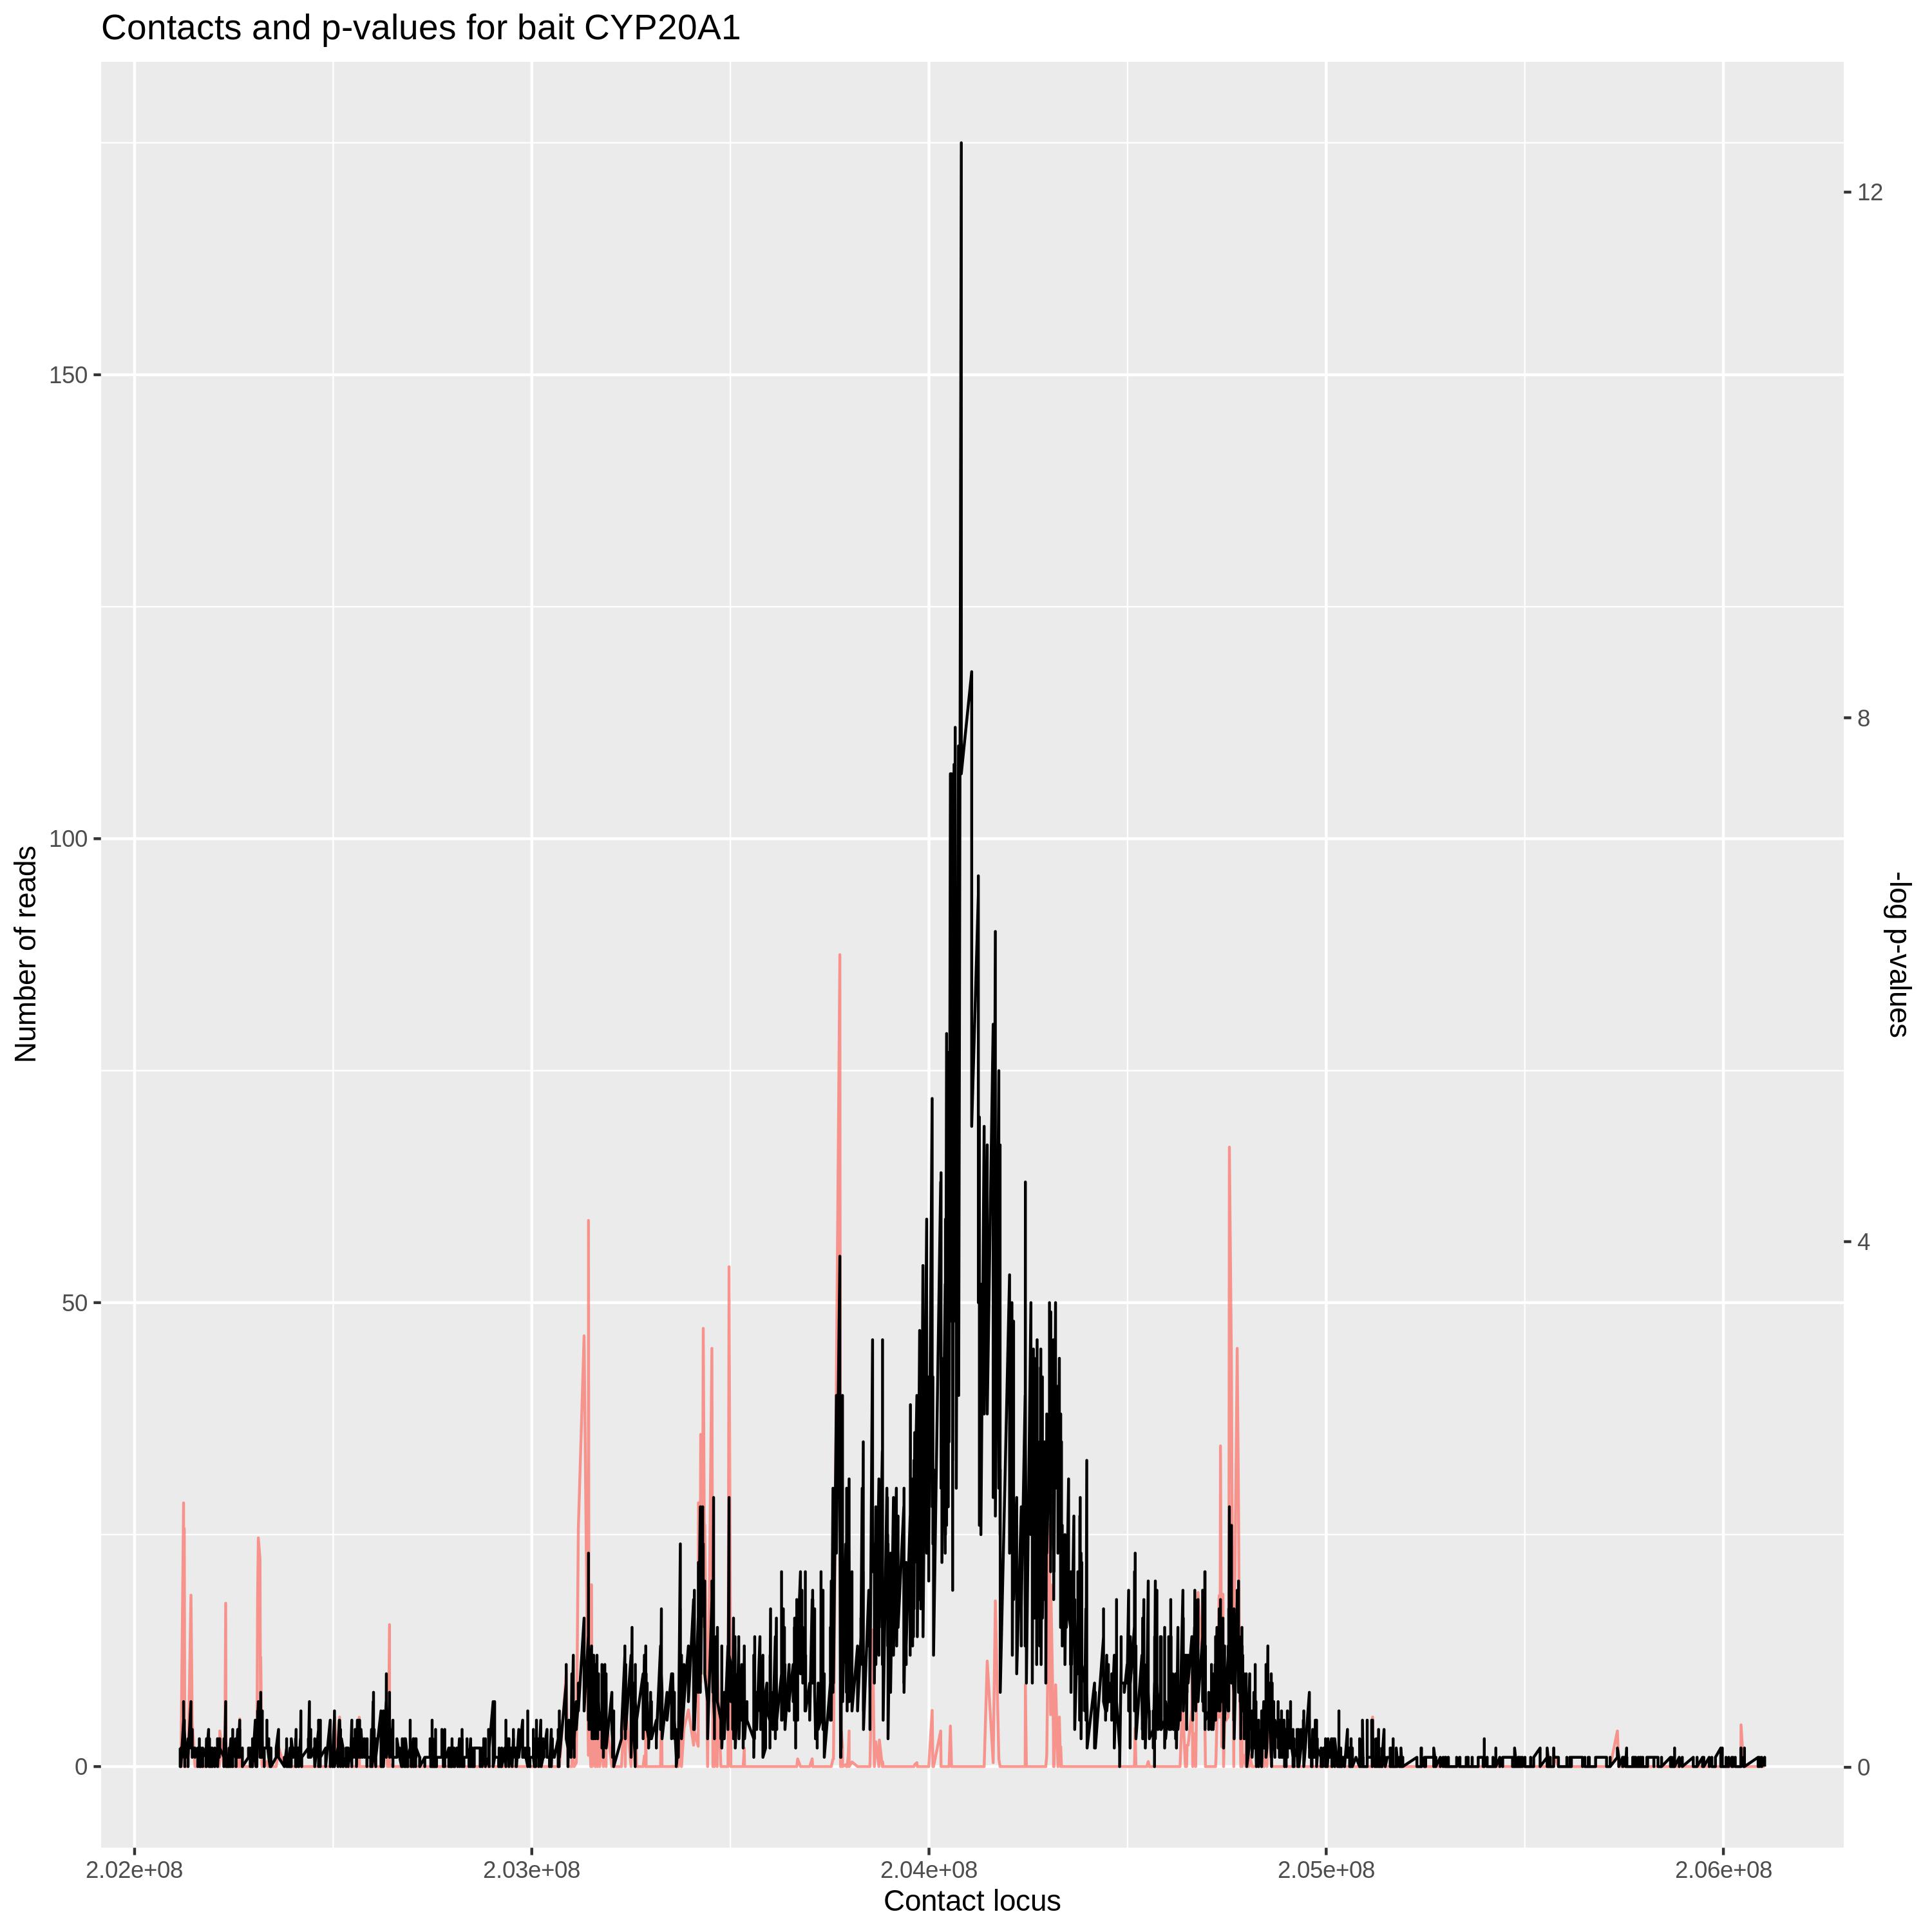 Contacts and p-values for bait CYP20A1
Number of reads
150
100
50
0
12
8
4
0
-log p-values
2.02e+08 2.03e+08 2.04e+08 2.05e+08 2.06e+08
Contact locus